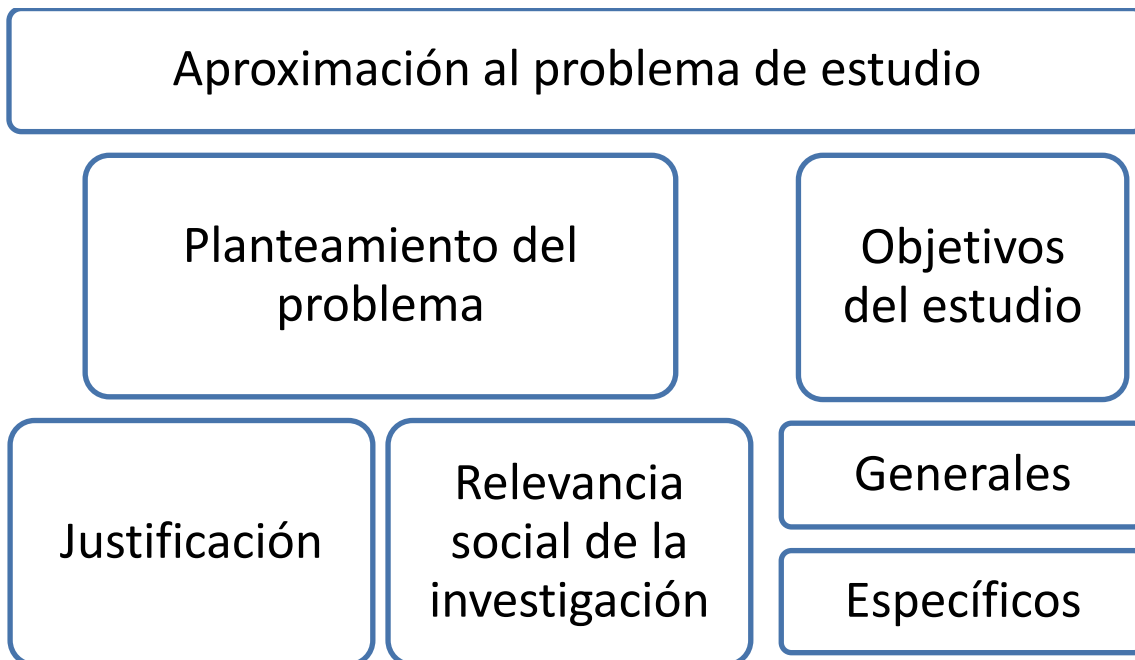 Aproximación al problema de estudio
Planteamiento del
problema
Objetivos
del estudio
Justificación
Relevancia
social de la
investigación
Generales
Específicos